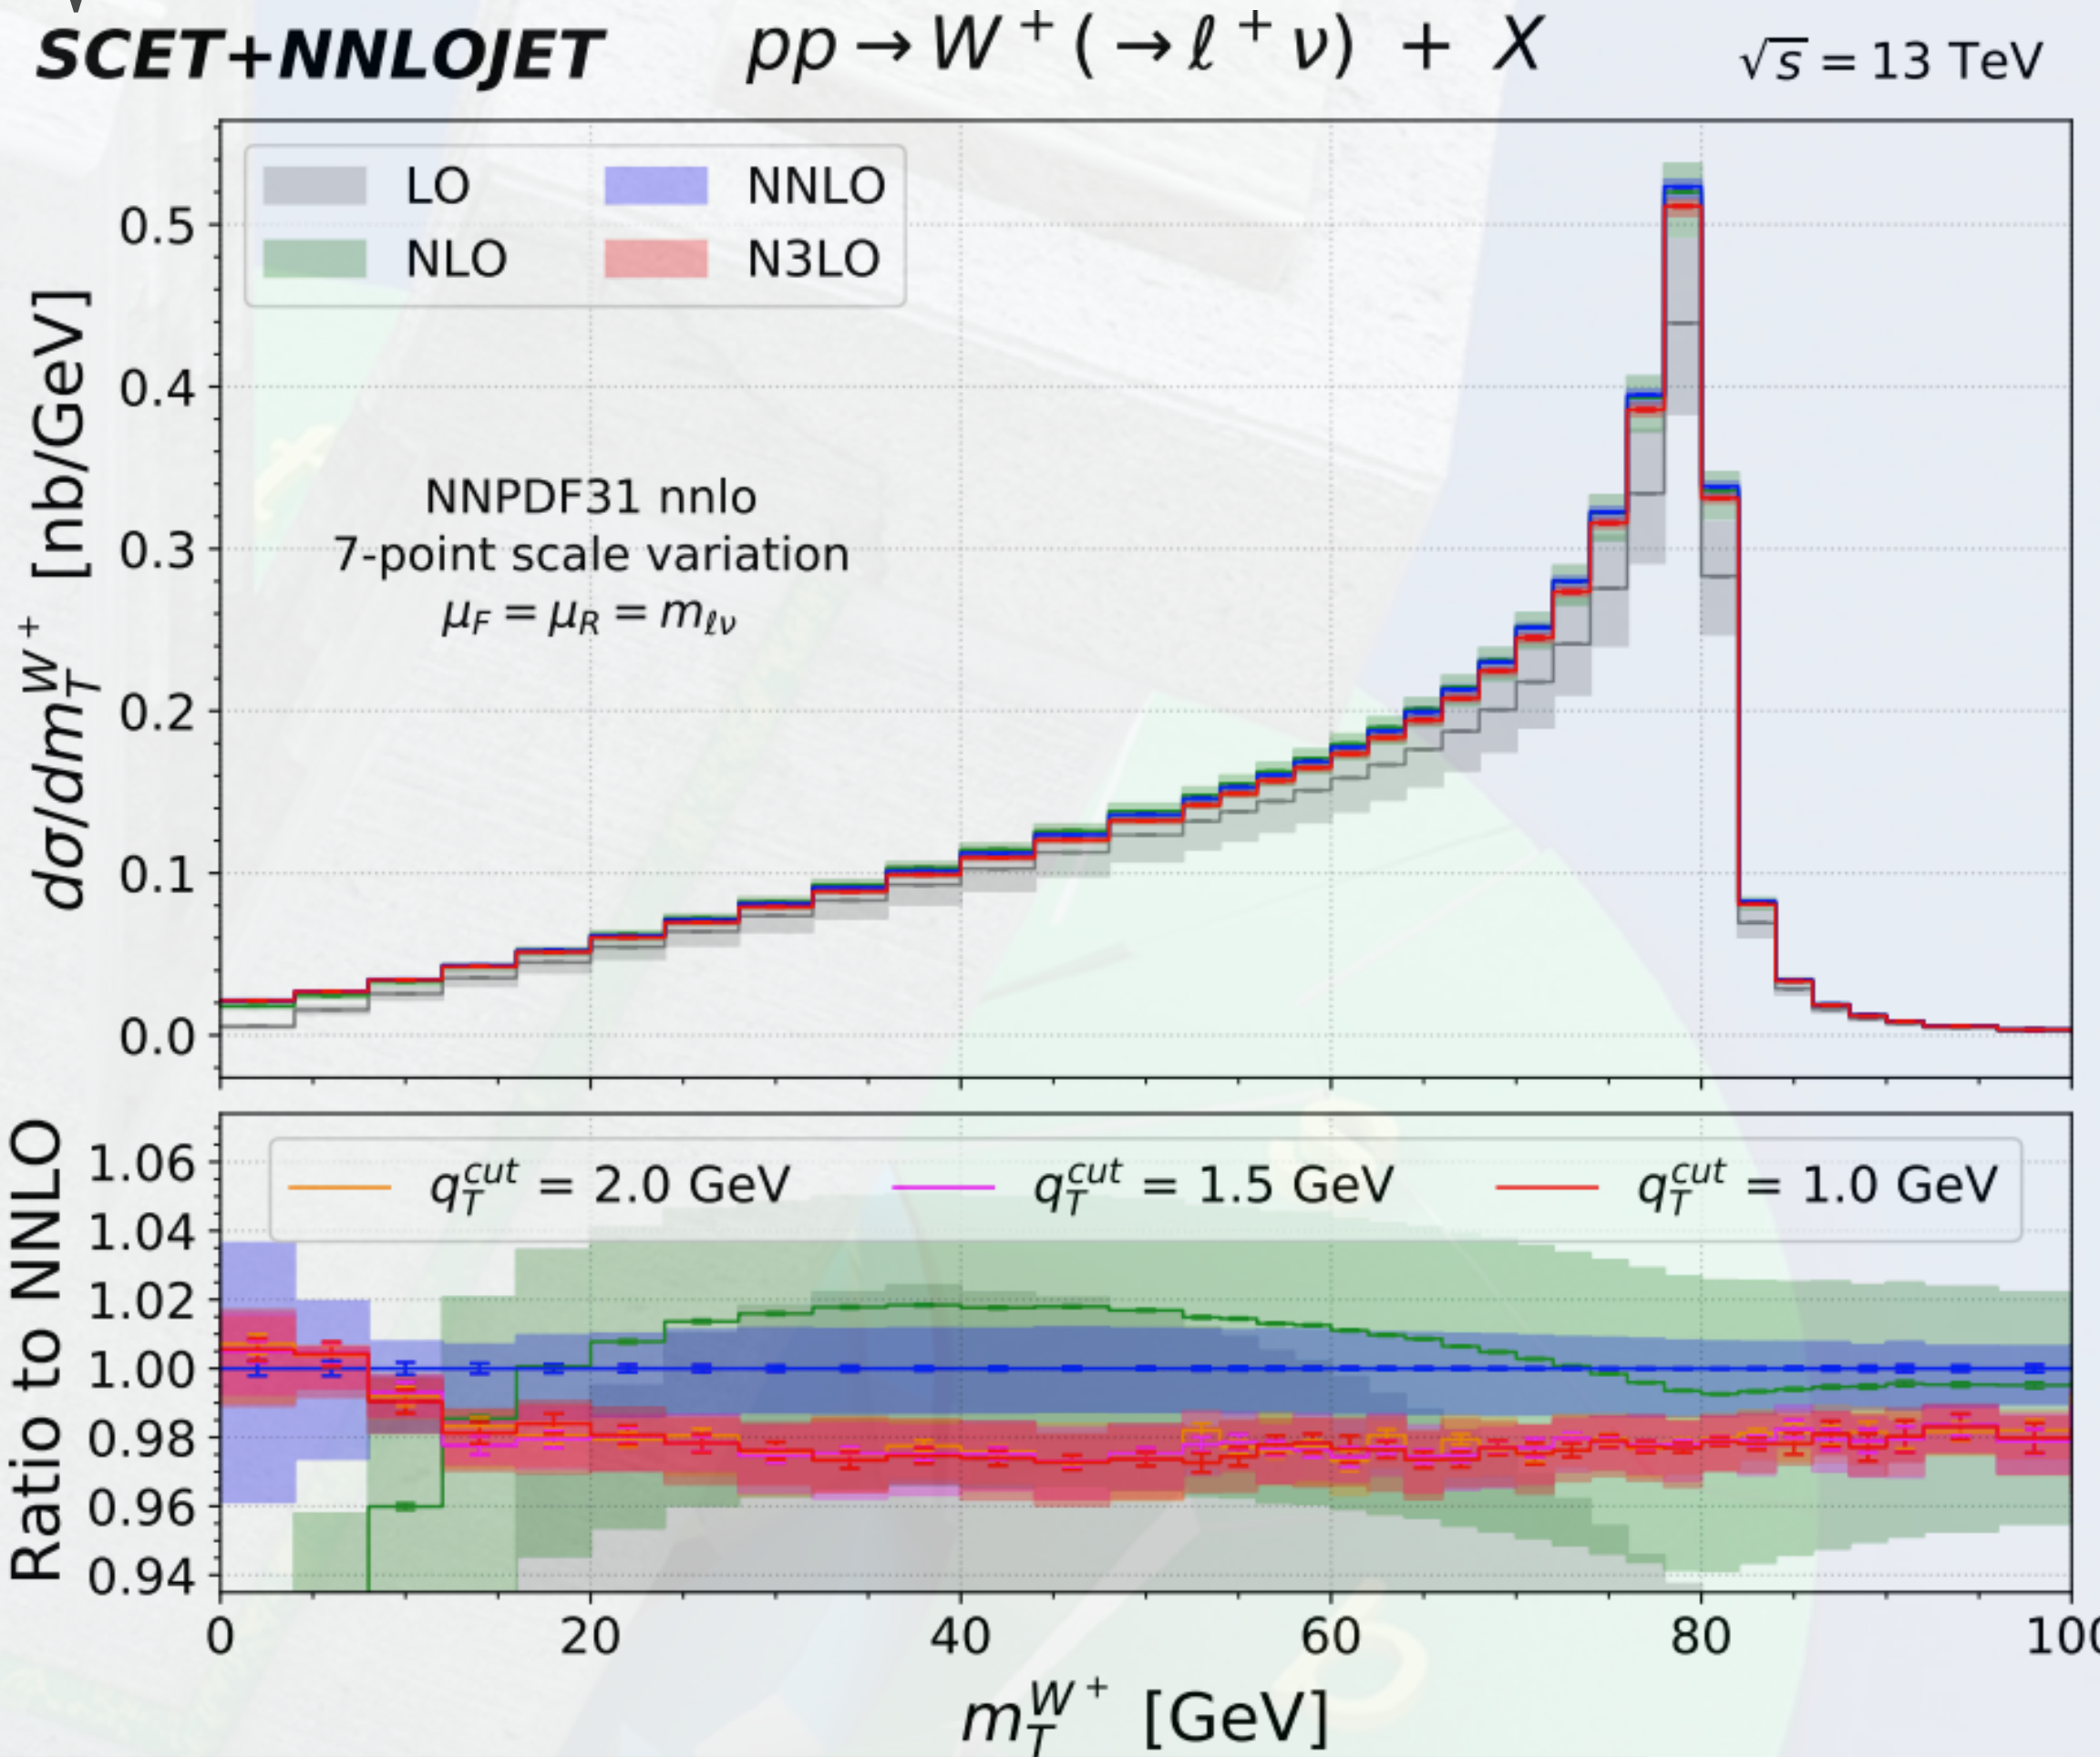 SCET+NNLOJET pp → W⁺(→ℓ⁺ν) + X √s = 13 TeV
LO NNLO
NLO N3LO
NNPDF31 nnlo
7-point scale variation
μ_F = μ_R = m_ℓν
dσ/dm_T^{W⁺} [nb/GeV]
0.5
0.4
0.3
0.2
0.1
0.0
q_T^{cut} = 2.0 GeV q_T^{cut} = 1.5 GeV q_T^{cut} = 1.0 GeV
Ratio to NNLO
1.06
1.04
1.02
1.00
0.98
0.96
0.94
0 20 40 60 80 100
m_T^{W⁺} [GeV]